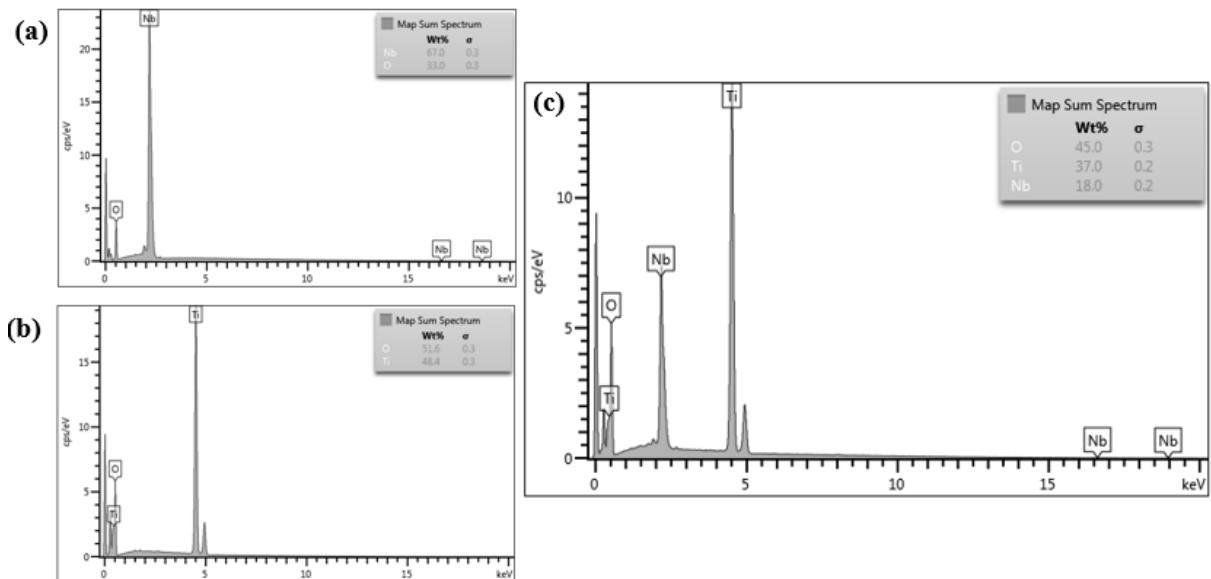 (a)
Nb
Map Sum Spectrum
Wt% σ
Nb 67.0 0.3
O 33.0 0.3
20
15
10
5
0
cps/eV
O
Nb Nb
0 5 10 15 keV
(b)
Ti
Map Sum Spectrum
Wt% σ
O 51.6 0.3
Ti 48.4 0.3
15
10
5
0
cps/eV
O
Ti
0 5 10 15 keV
(c)
Ti
Map Sum Spectrum
Wt% σ
O 45.0 0.3
Ti 37.0 0.2
Nb 18.0 0.2
10
5
0
cps/eV
Nb
O
Ti
Nb Nb
0 5 10 15 keV